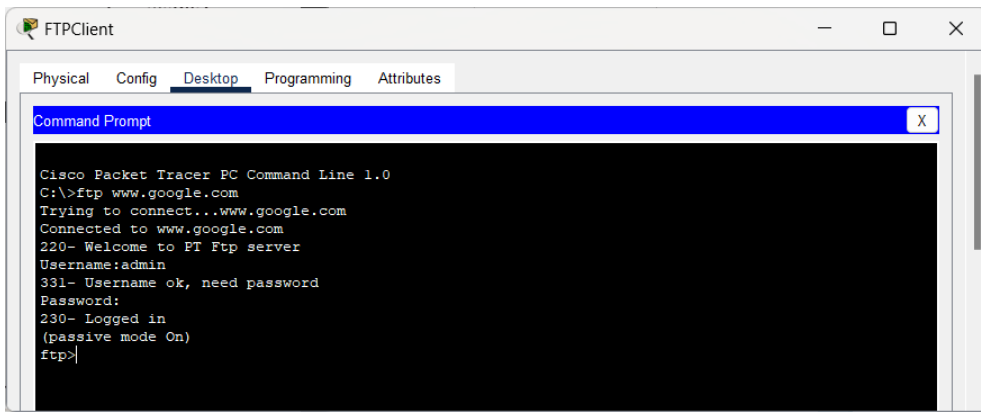 FTPClient
Physical Config Desktop Programming Attributes
Command Prompt
X
Cisco Packet Tracer PC Command Line 1.0
C:\>ftp www.google.com
Trying to connect...www.google.com
Connected to www.google.com
220- Welcome to PT Ftp server
Username:admin
331- Username ok, need password
Password:
230- Logged in
(passive mode On)
ftp>